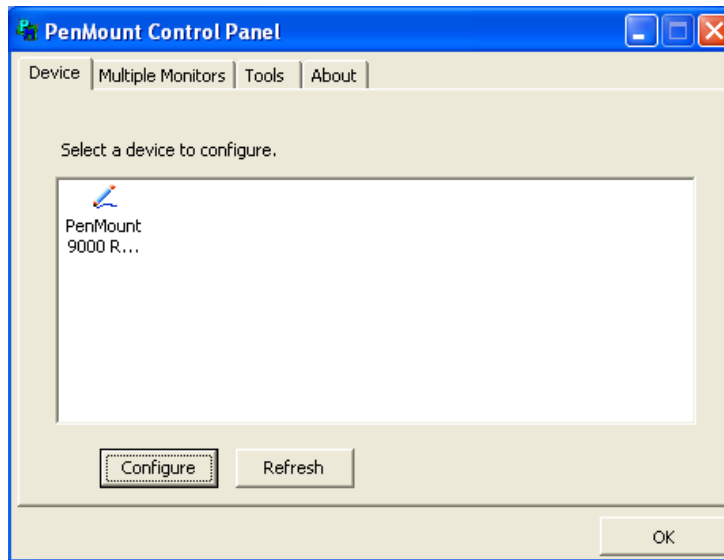 PenMount Control Panel
Device Multiple Monitors Tools About
Select a device to configure.
PenMount
9000 R...
Configure Refresh
OK